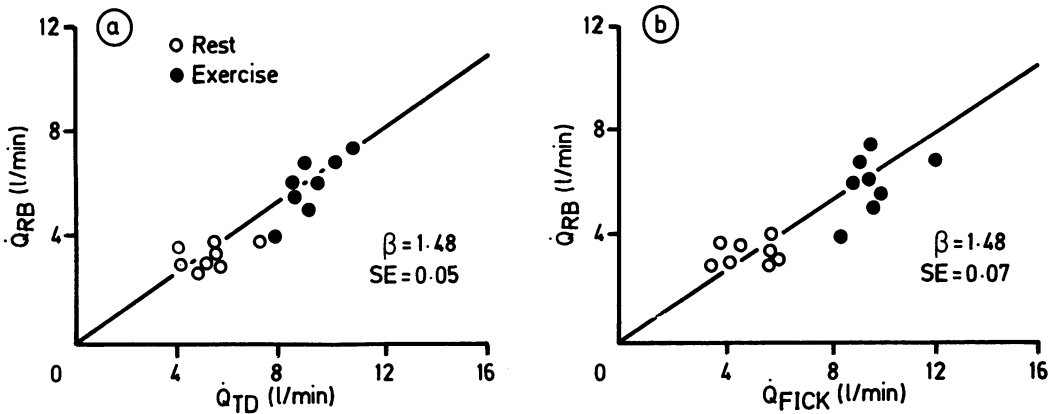 a
12
8
4
0
4
8
12
16
Q̇RB (l/min)
Q̇TD (l/min)
○ Rest
● Exercise
β = 1·48
SE = 0·05
b
12
8
4
0
4
8
12
16
Q̇RB (l/min)
Q̇FICK (l/min)
β = 1·48
SE = 0·07